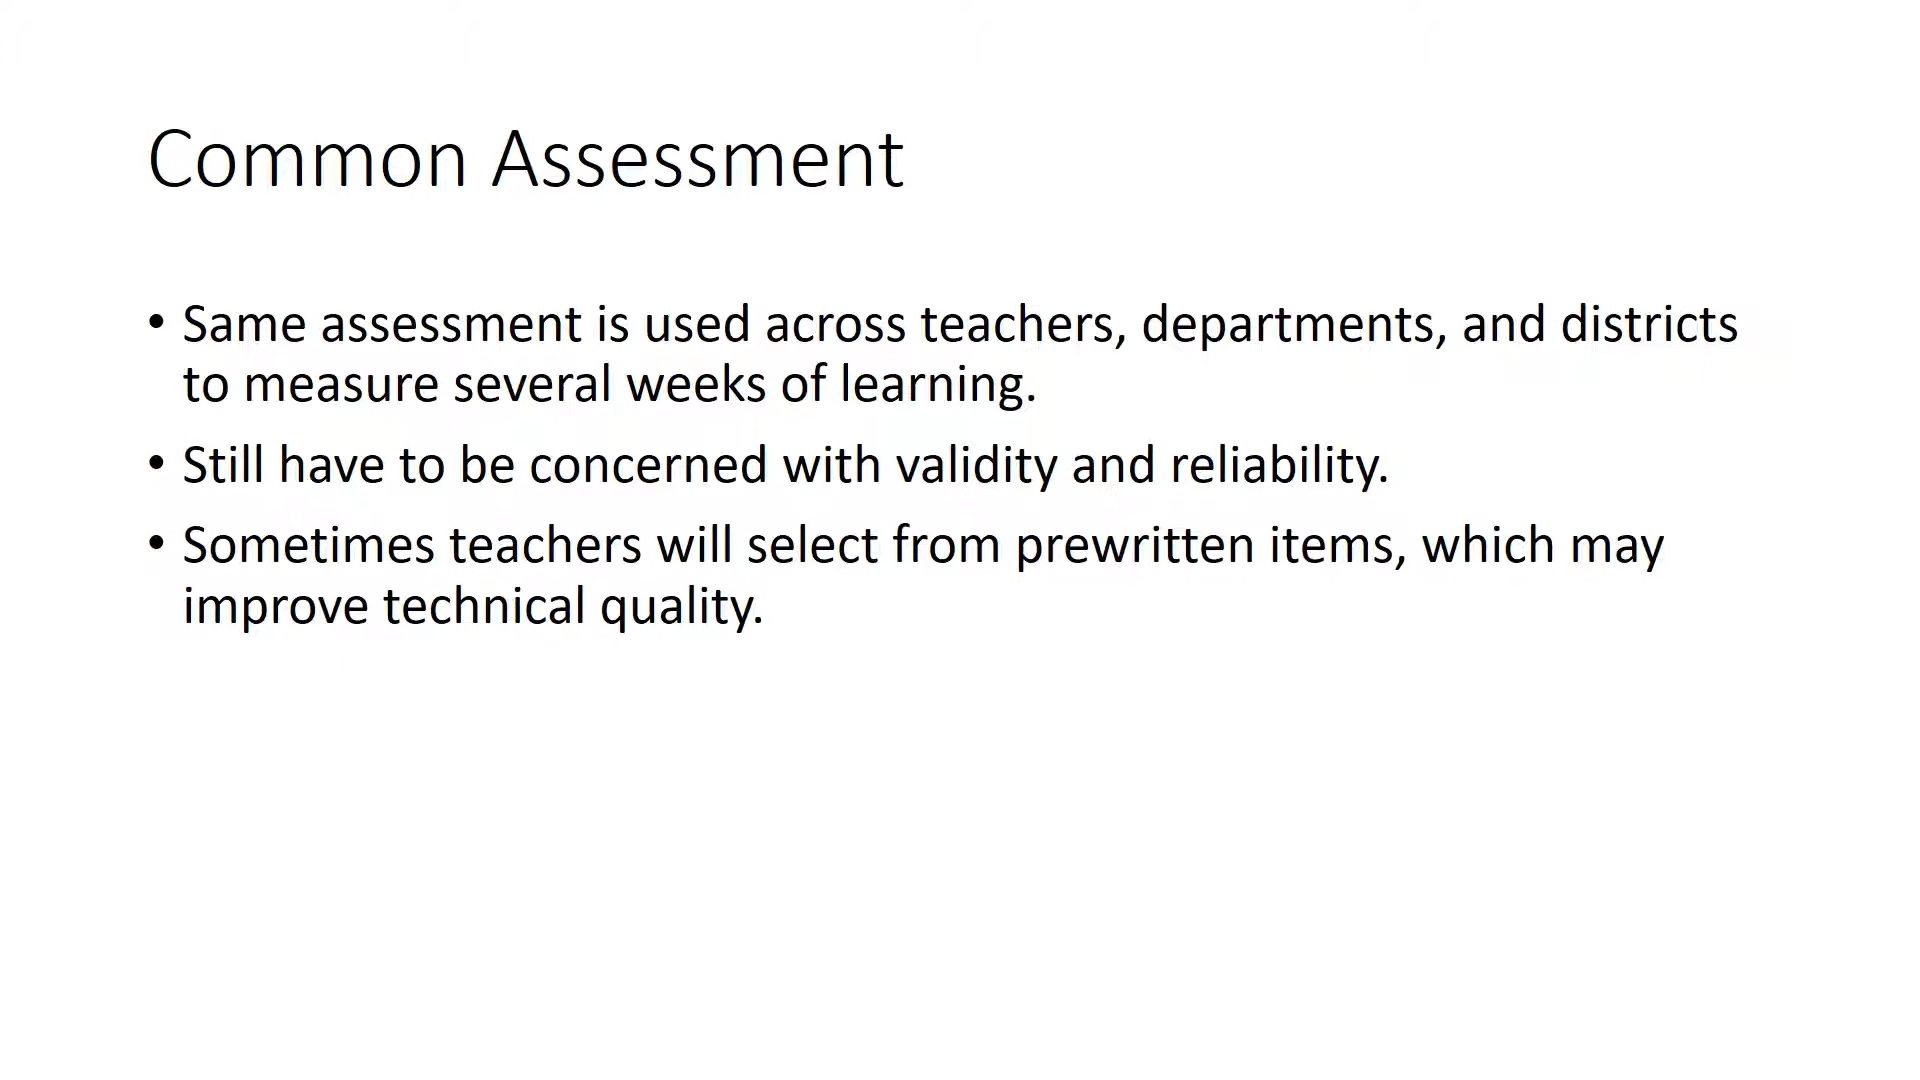 Common Assessment
• Same assessment is used across teachers, departments, and districts
to measure several weeks of learning.
• Still have to be concerned with validity and reliability.
• Sometimes teachers will select from prewritten items, which may
improve technical quality.